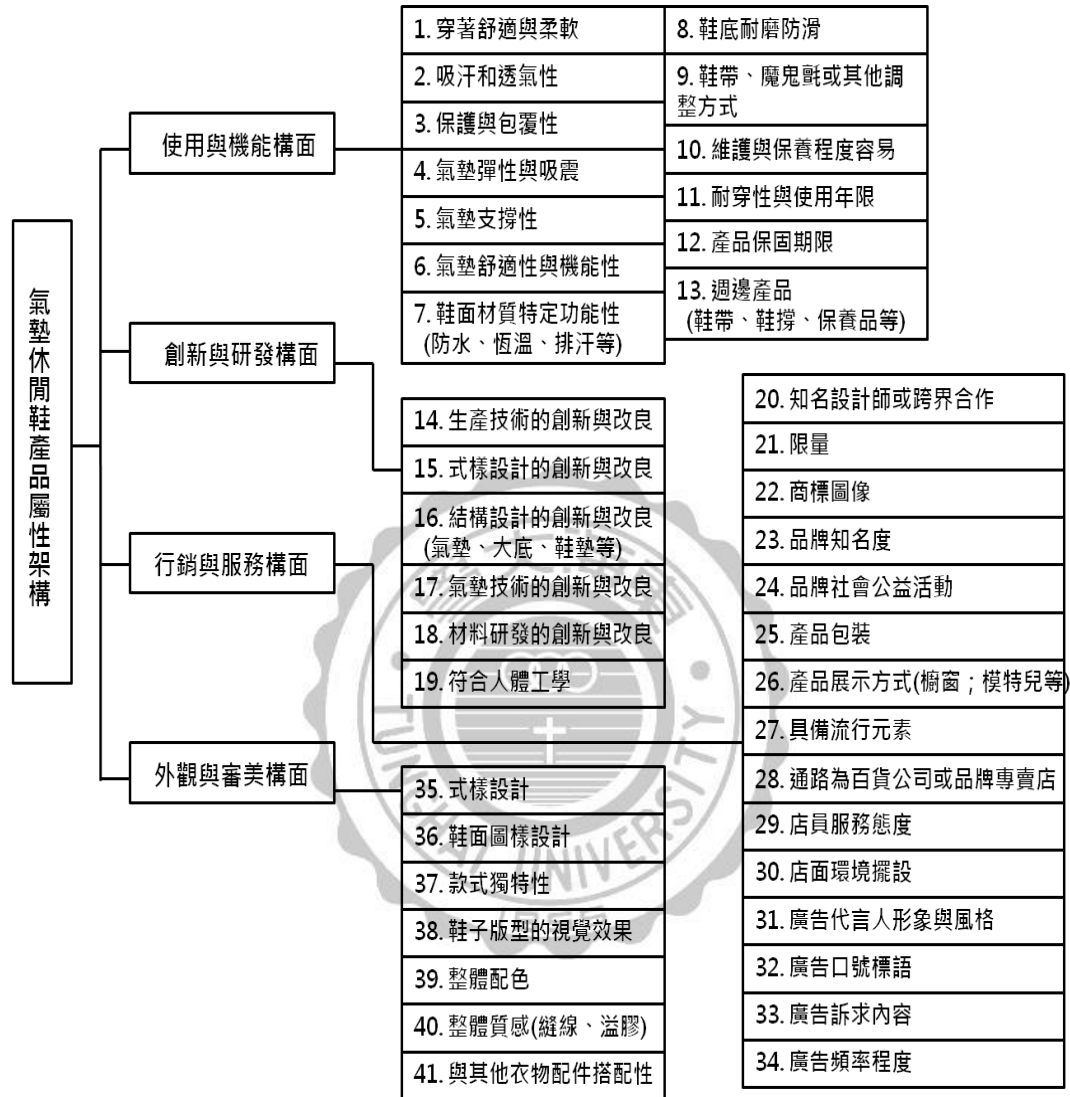 氣墊休閒鞋產品屬性架構
使用與機能構面
1. 穿著舒適與柔軟
2. 吸汗和透氣性
3. 保護與包覆性
4. 氣墊彈性與吸震
5. 氣墊支撐性
6. 氣墊舒適性與機能性
7. 鞋面材質特定功能性
(防水、恆溫、排汗等)
8. 鞋底耐磨防滑
9. 鞋帶、魔鬼氈或其他調
整方式
10. 維護與保養程度容易
11. 耐穿性與使用年限
12. 產品保固期限
13. 週邊產品
(鞋帶、鞋撐、保養品等)
創新與研發構面
14. 生產技術的創新與改良
15. 式樣設計的創新與改良
16. 結構設計的創新與改良
(氣墊、大底、鞋墊等)
17. 氣墊技術的創新與改良
18. 材料研發的創新與改良
19. 符合人體工學
行銷與服務構面
20. 知名設計師或跨界合作
21. 限量
22. 商標圖像
23. 品牌知名度
24. 品牌社會公益活動
25. 產品包裝
26. 產品展示方式(櫥窗；模特兒等)
27. 具備流行元素
28. 通路為百貨公司或品牌專賣店
29. 店員服務態度
30. 店面環境擺設
31. 廣告代言人形象與風格
32. 廣告口號標語
33. 廣告訴求內容
34. 廣告頻率程度
外觀與審美構面
35. 式樣設計
36. 鞋面圖樣設計
37. 款式獨特性
38. 鞋子版型的視覺效果
39. 整體配色
40. 整體質感(縫線、溢膠)
41. 與其他衣物配件搭配性
UNIVERSITY